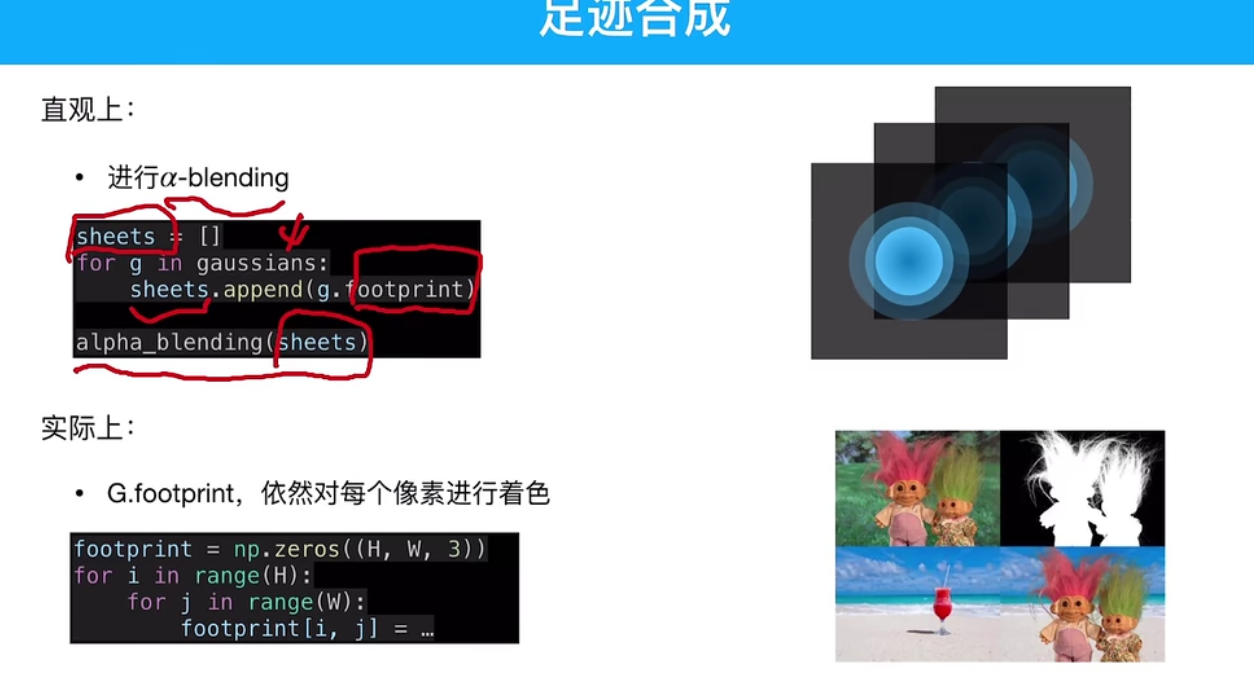 足迹合成
直观上：
• 进行α-blending
sheets = []
for g in gaussians:
sheets.append(g.footprint)
alpha_blending(sheets)
实际上：
• G.footprint，依然对每个像素进行着色
footprint = np.zeros((H, W, 3))
for i in range(H):
for j in range(W):
footprint[i, j] = …